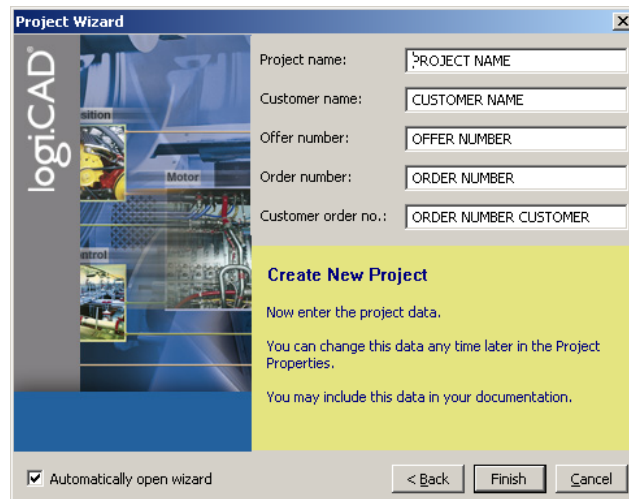 Project Wizard
logi.CAD
sition
Motor
ntrol
Project name: PROJECT NAME
Customer name: CUSTOMER NAME
Offer number: OFFER NUMBER
Order number: ORDER NUMBER
Customer order no.: ORDER NUMBER CUSTOMER
Create New Project
Now enter the project data.
You can change this data any time later in the Project
Properties.
You may include this data in your documentation.
Automatically open wizard
< Back Finish Cancel